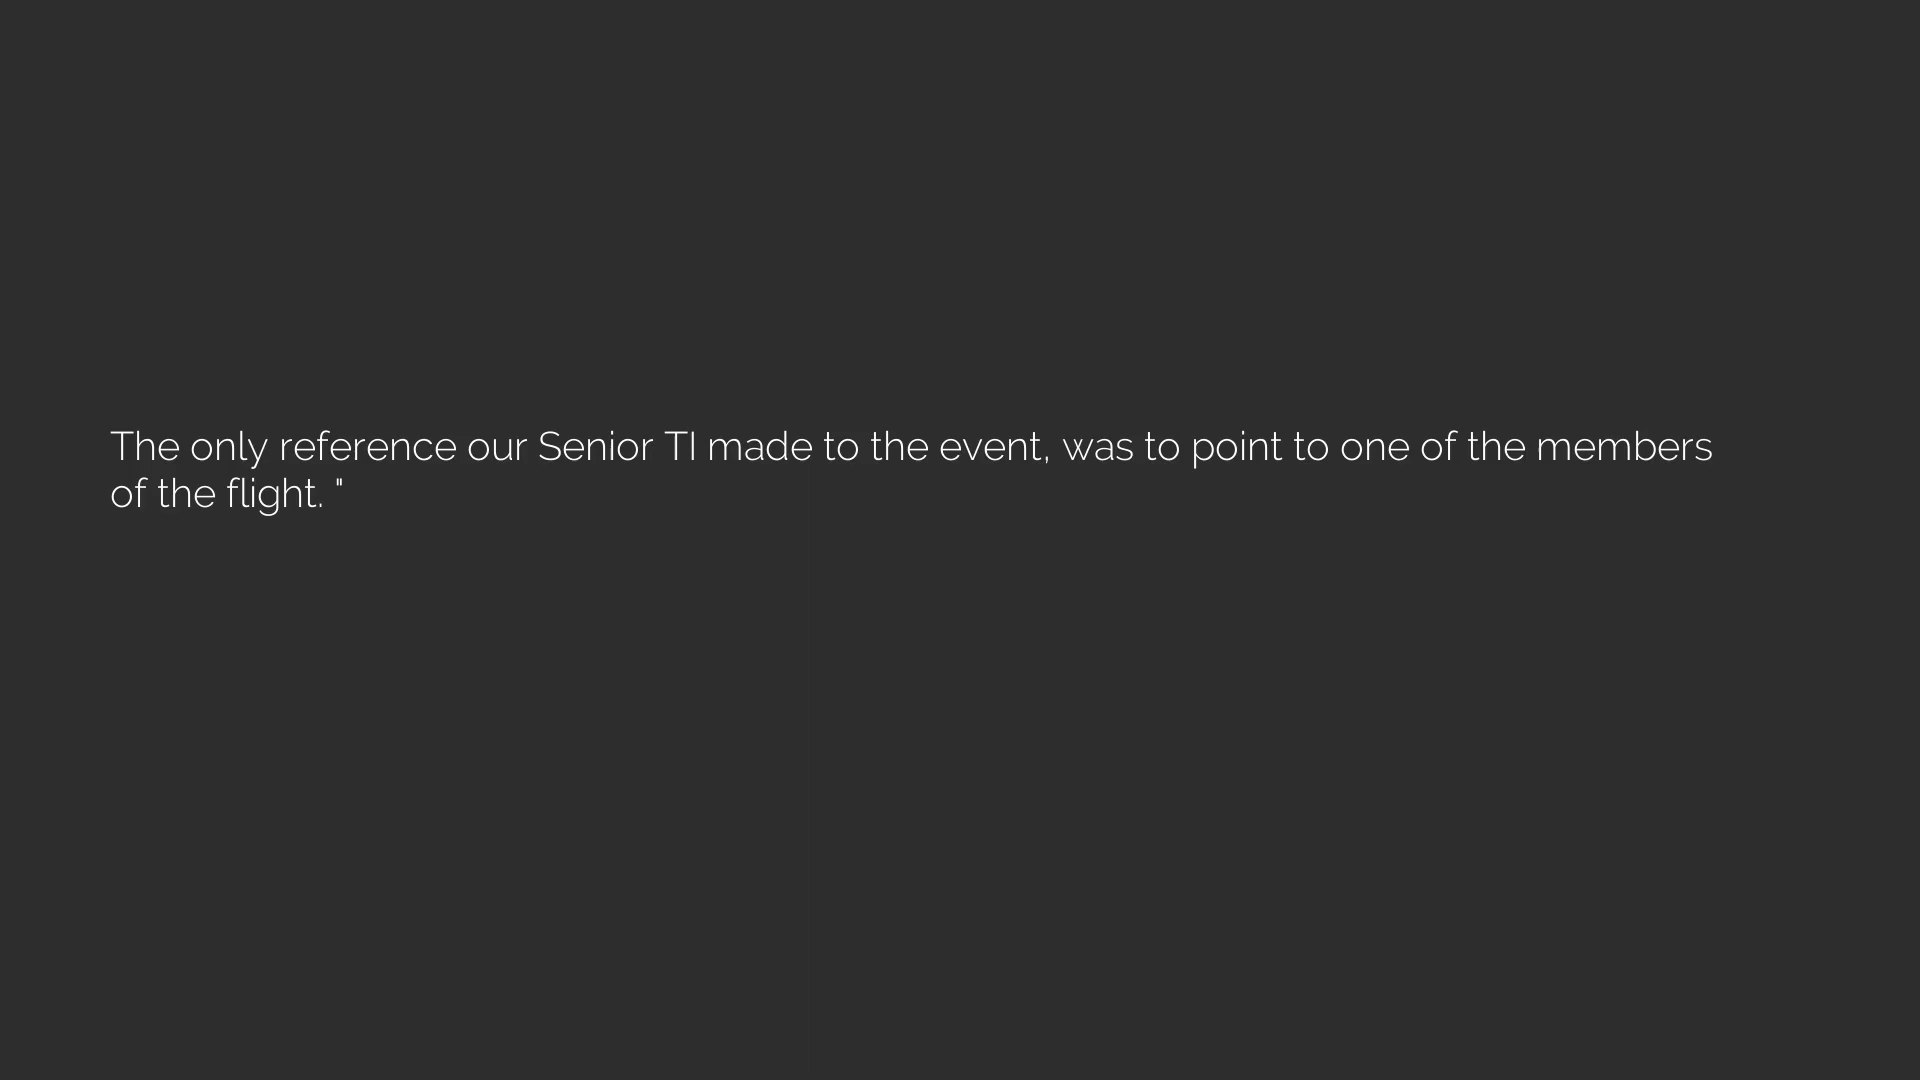 The only reference our Senior TI made to the event, was to point to one of the members
of the flight. "